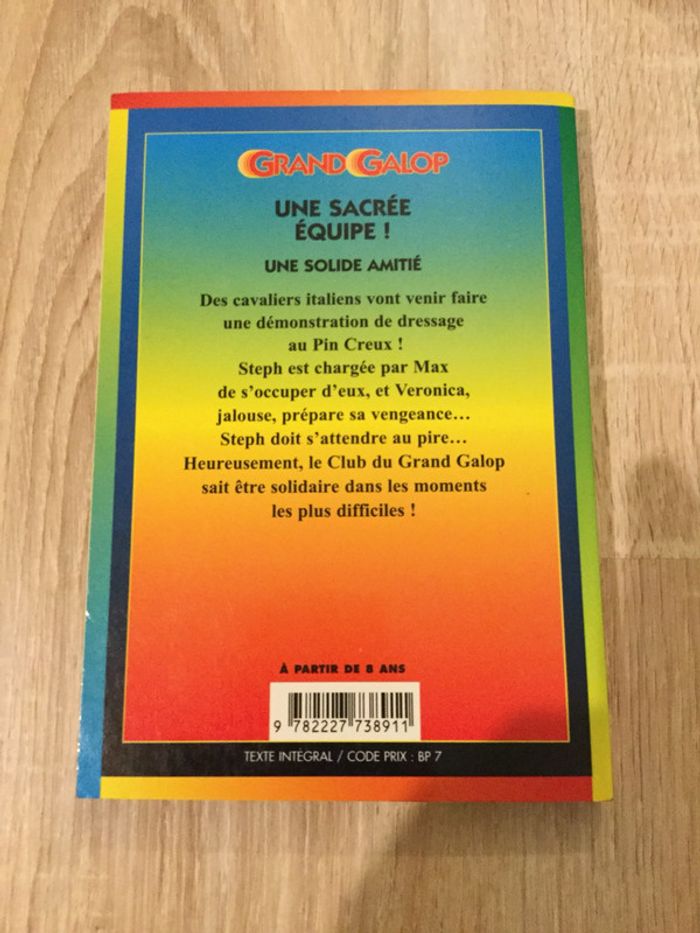 GRAND GALOP
UNE SACRÉE
ÉQUIPE !
UNE SOLIDE AMITIÉ
Des cavaliers italiens vont venir faire
une démonstration de dressage
au Pin Creux !
Steph est chargée par Max
de s'occuper d'eux, et Veronica,
jalouse, prépare sa vengeance…
Steph doit s'attendre au pire…
Heureusement, le Club du Grand Galop
sait être solidaire dans les moments
les plus difficiles !
À PARTIR DE 8 ANS
9 782227 738911
TEXTE INTÉGRAL / CODE PRIX : BP 7